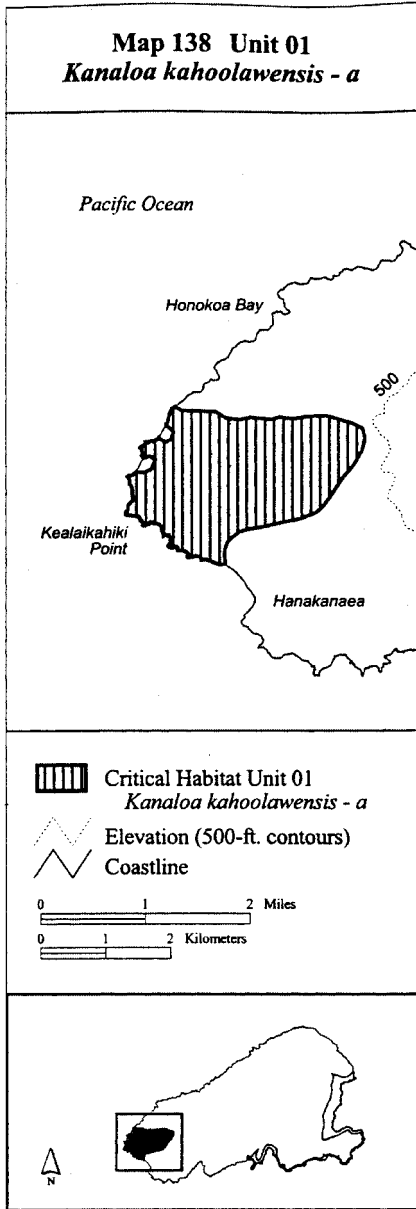 Map 138 Unit 01
Kanaloa kahoolawensis - a
Pacific Ocean
Honokoa Bay
500
Kealaikahiki
Point
Hanakanaea
Critical Habitat Unit 01
Kanaloa kahoolawensis - a
Elevation (500-ft. contours)
Coastline
0 1 2 Miles
0 1 2 Kilometers
N